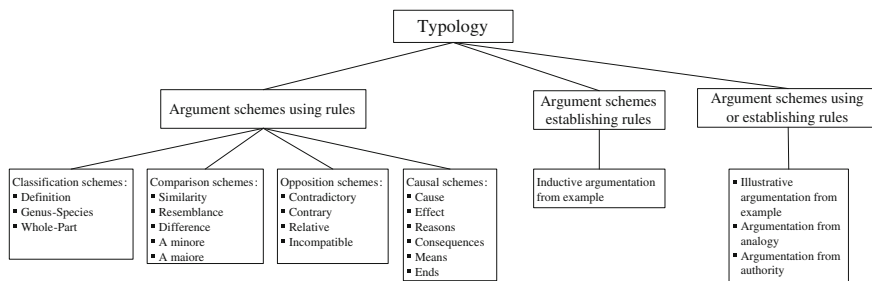 Typology
Argument schemes using rules
Argument schemes
establishing rules
Argument schemes using
or establishing rules
Classification schemes:
▪ Definition
▪ Genus-Species
▪ Whole-Part
Comparison schemes:
▪ Similarity
▪ Resemblance
▪ Difference
▪ A minore
▪ A maiore
Opposition schemes:
▪ Contradictory
▪ Contrary
▪ Relative
▪ Incompatible
Causal schemes:
▪ Cause
▪ Effect
▪ Reasons
▪ Consequences
▪ Means
▪ Ends
Inductive argumentation
from example
▪ Illustrative
argumentation from
example
▪ Argumentation from
analogy
▪ Argumentation from
authority